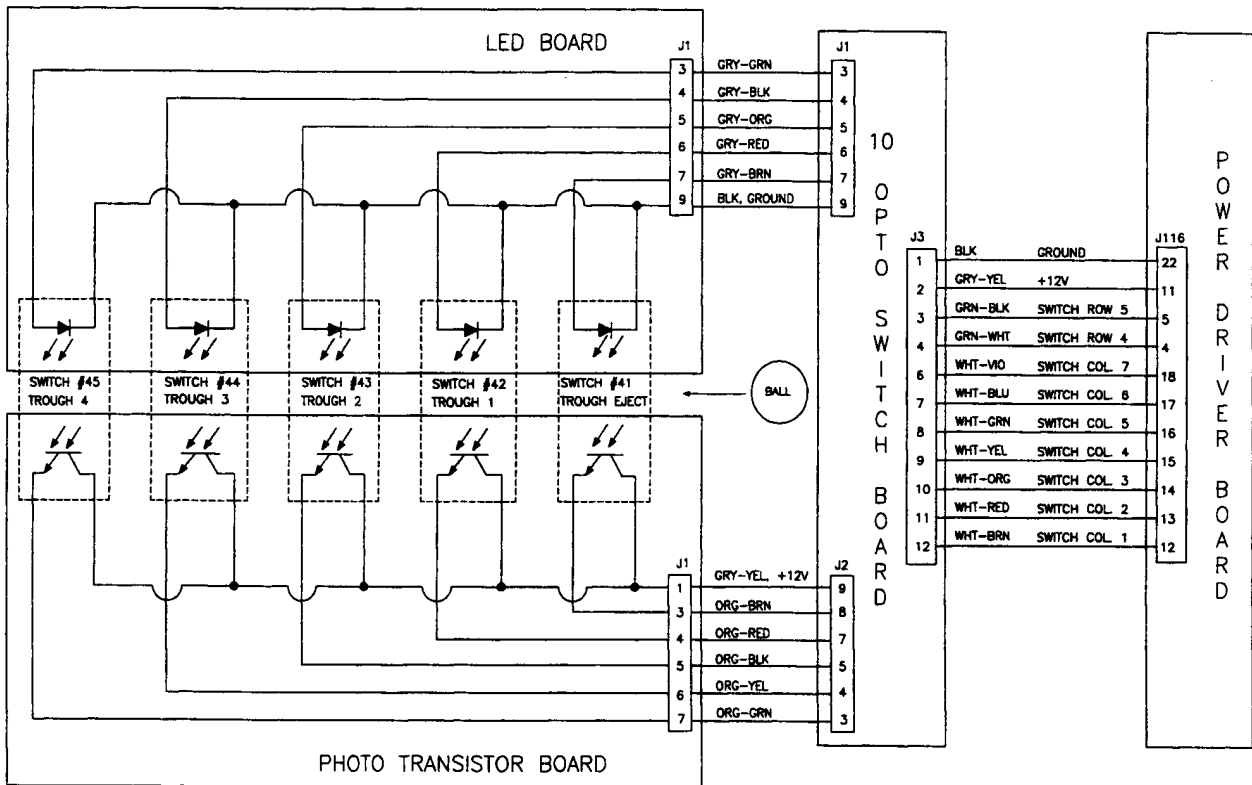 LED BOARD
J1
3
4
5
6
7
9
GRY-GRN
GRY-BLK
GRY-ORG
GRY-RED
GRY-BRN
BLK, GROUND
J1
3
4
5
6
7
9
10 OPTO SWITCH BOARD
J3
1
2
3
4
6
7
8
9
10
11
12
BLK GROUND
GRY-YEL +12V
GRN-BLK SWITCH ROW 5
GRN-WHT SWITCH ROW 4
WHT-VIO SWITCH COL. 7
WHT-BLU SWITCH COL. 6
WHT-GRN SWITCH COL. 5
WHT-YEL SWITCH COL. 4
WHT-ORG SWITCH COL. 3
WHT-RED SWITCH COL. 2
WHT-BRN SWITCH COL. 1
J116
22
11
5
4
18
17
16
15
14
13
12
POWER DRIVER BOARD
SWITCH #45
TROUGH 4
SWITCH #44
TROUGH 3
SWITCH #43
TROUGH 2
SWITCH #42
TROUGH 1
SWITCH #41
TROUGH EJECT
BALL
J1
1
3
4
5
6
7
GRY-YEL, +12V
ORG-BRN
ORG-RED
ORG-BLK
ORG-YEL
ORG-GRN
J2
9
8
7
5
4
3
PHOTO TRANSISTOR BOARD